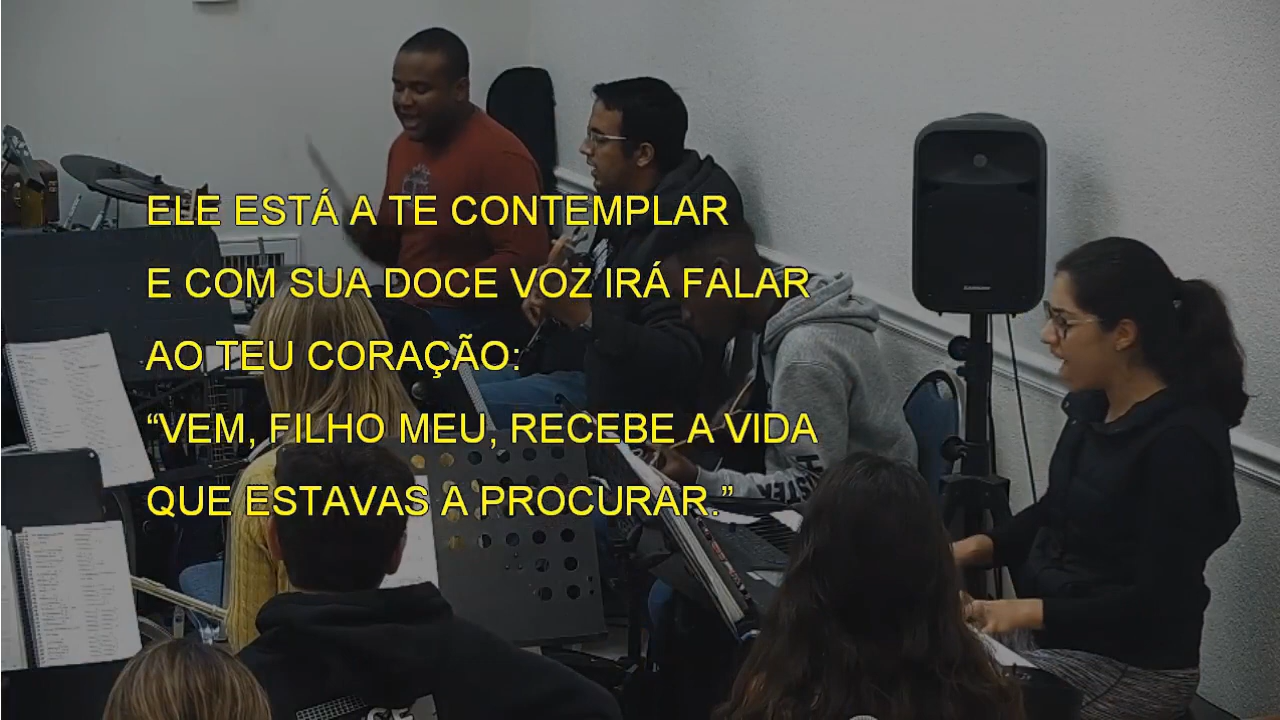 ELE ESTÁ A TE CONTEMPLAR
E COM SUA DOCE VOZ IRÁ FALAR
AO TEU CORAÇÃO:
“VEM, FILHO MEU, RECEBE A VIDA
QUE ESTAVAS A PROCURAR.”